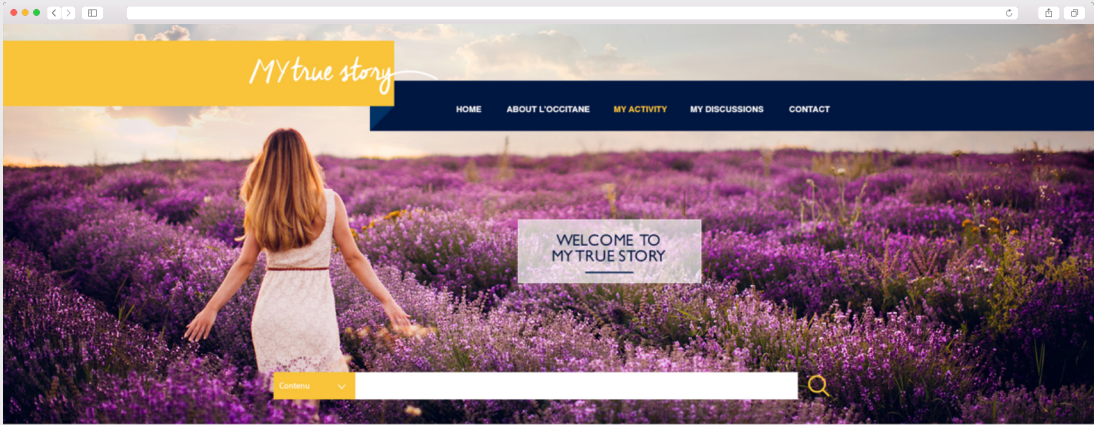 MY true story
HOME ABOUT L'OCCITANE MY ACTIVITY MY DISCUSSIONS CONTACT
WELCOME TO
MY TRUE STORY
Contenu